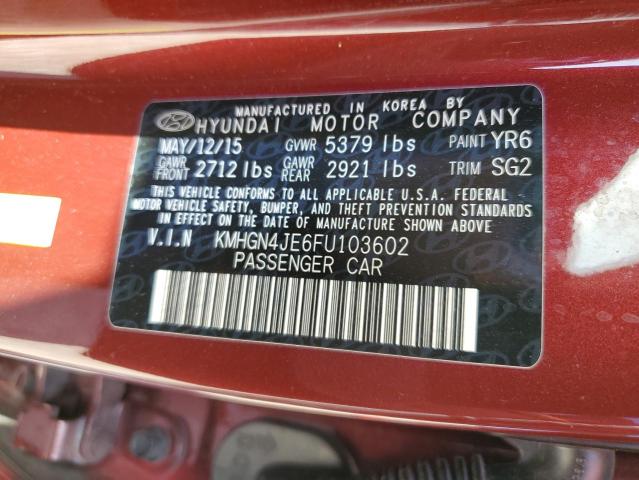 MANUFACTURED IN KOREA BY
HYUNDAI MOTOR COMPANY
MAY/12/15 GVWR 5379 lbs PAINT YR6
GAWR FRONT 2712 lbs GAWR REAR 2921 lbs TRIM SG2
THIS VEHICLE CONFORMS TO ALL APPLICABLE U.S.A. FEDERAL
MOTOR VEHICLE SAFETY, BUMPER, AND THEFT PREVENTION STANDARDS
IN EFFECT ON THE DATE OF MANUFACTURE SHOWN ABOVE.
V.I.N KMHGN4JE6FU103602
PASSENGER CAR